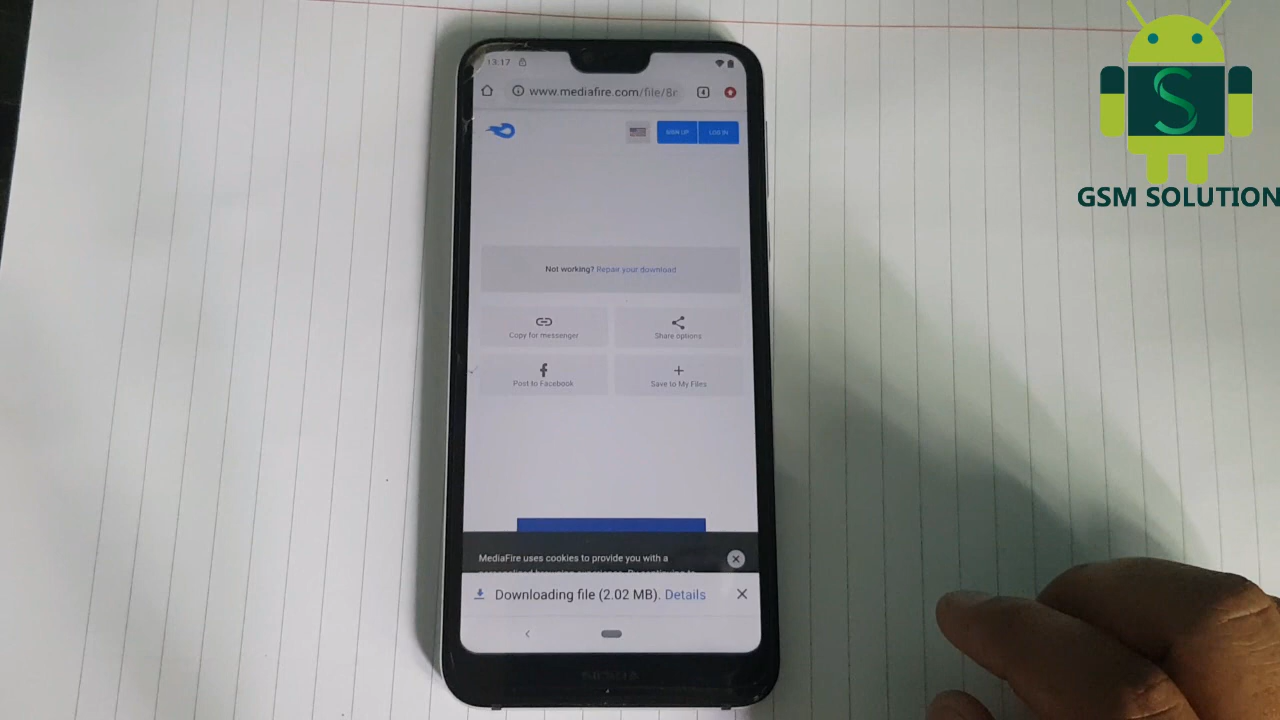 13:17
www.mediafire.com/file/8r
4
SIGN UP LOG IN
S
GSM SOLUTION
Not working? Repair your download
Copy for messenger
Share options
Post to Facebook
Save to My Files
MediaFire uses cookies to provide you with a
Downloading file (2.02 MB). Details